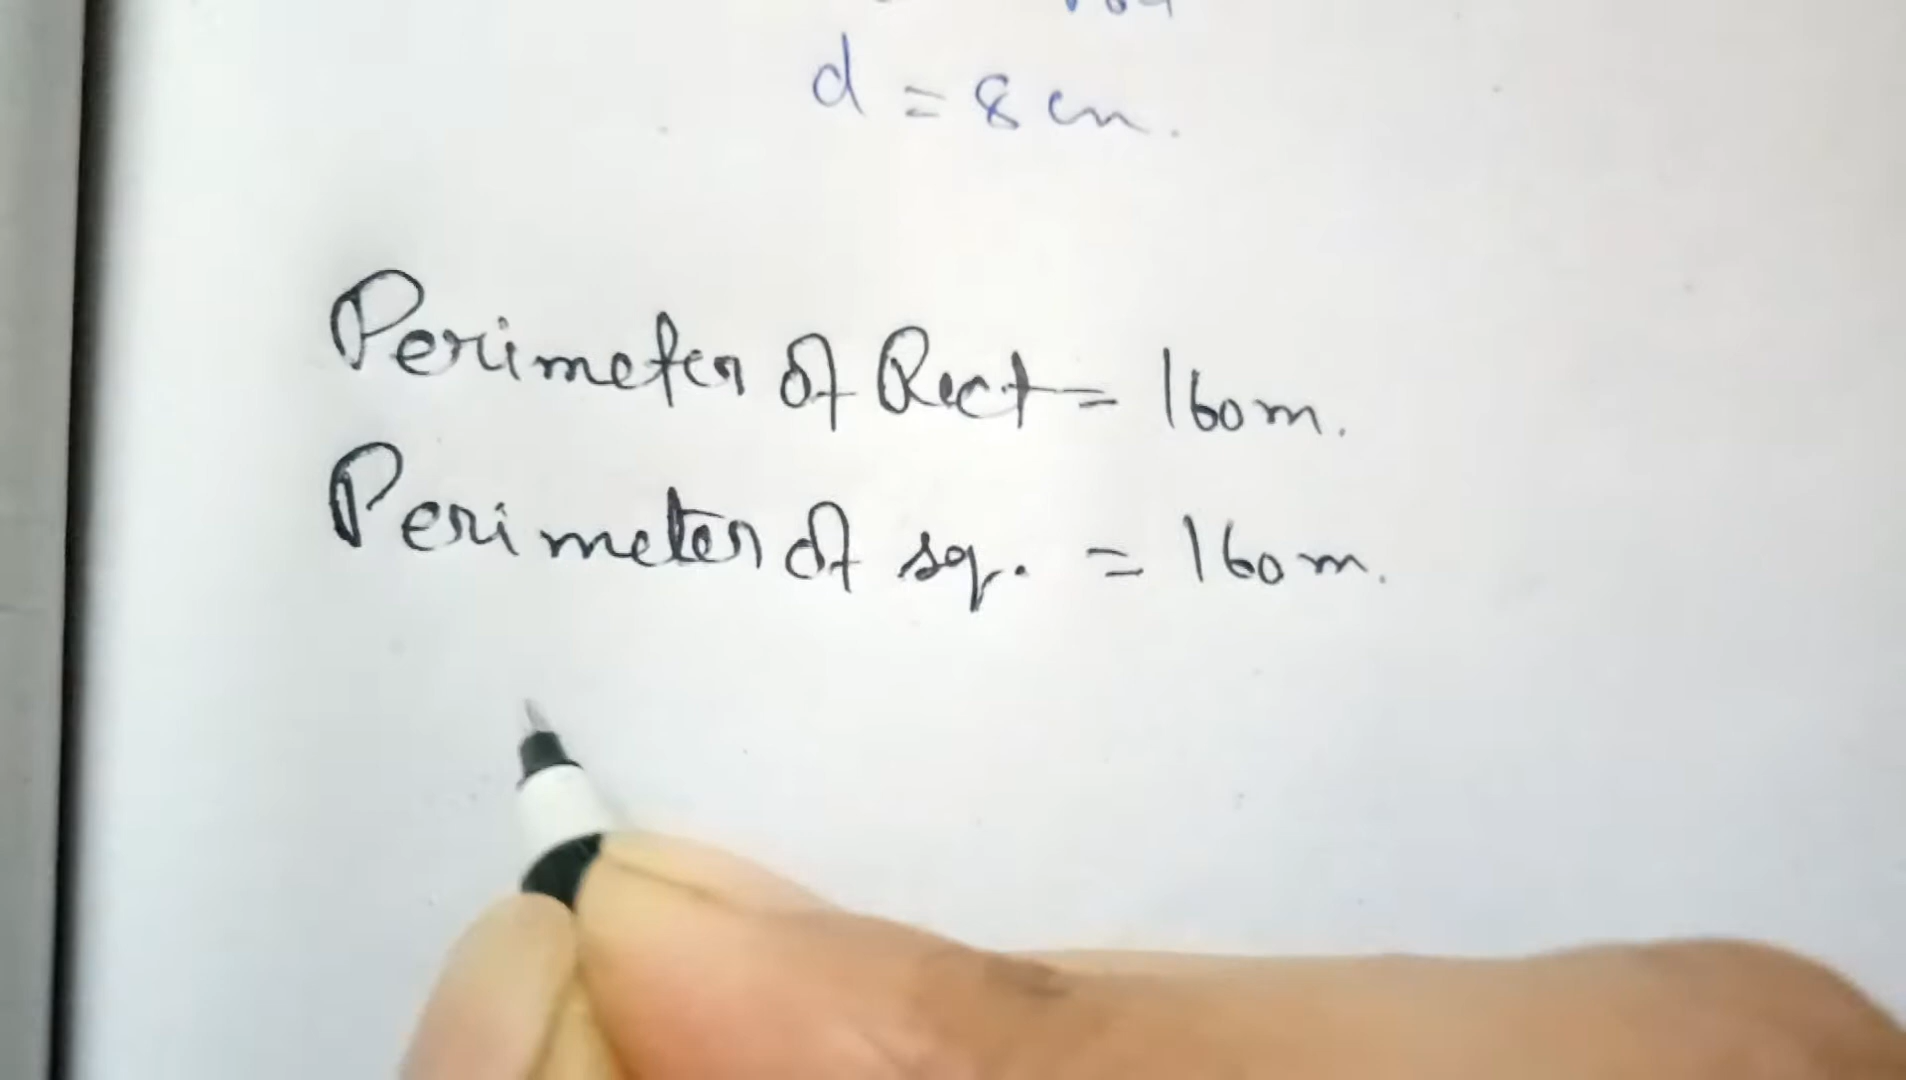 d = 8 cm.
Perimeter of Rect = 160m.
Perimeter of sq. = 160m.